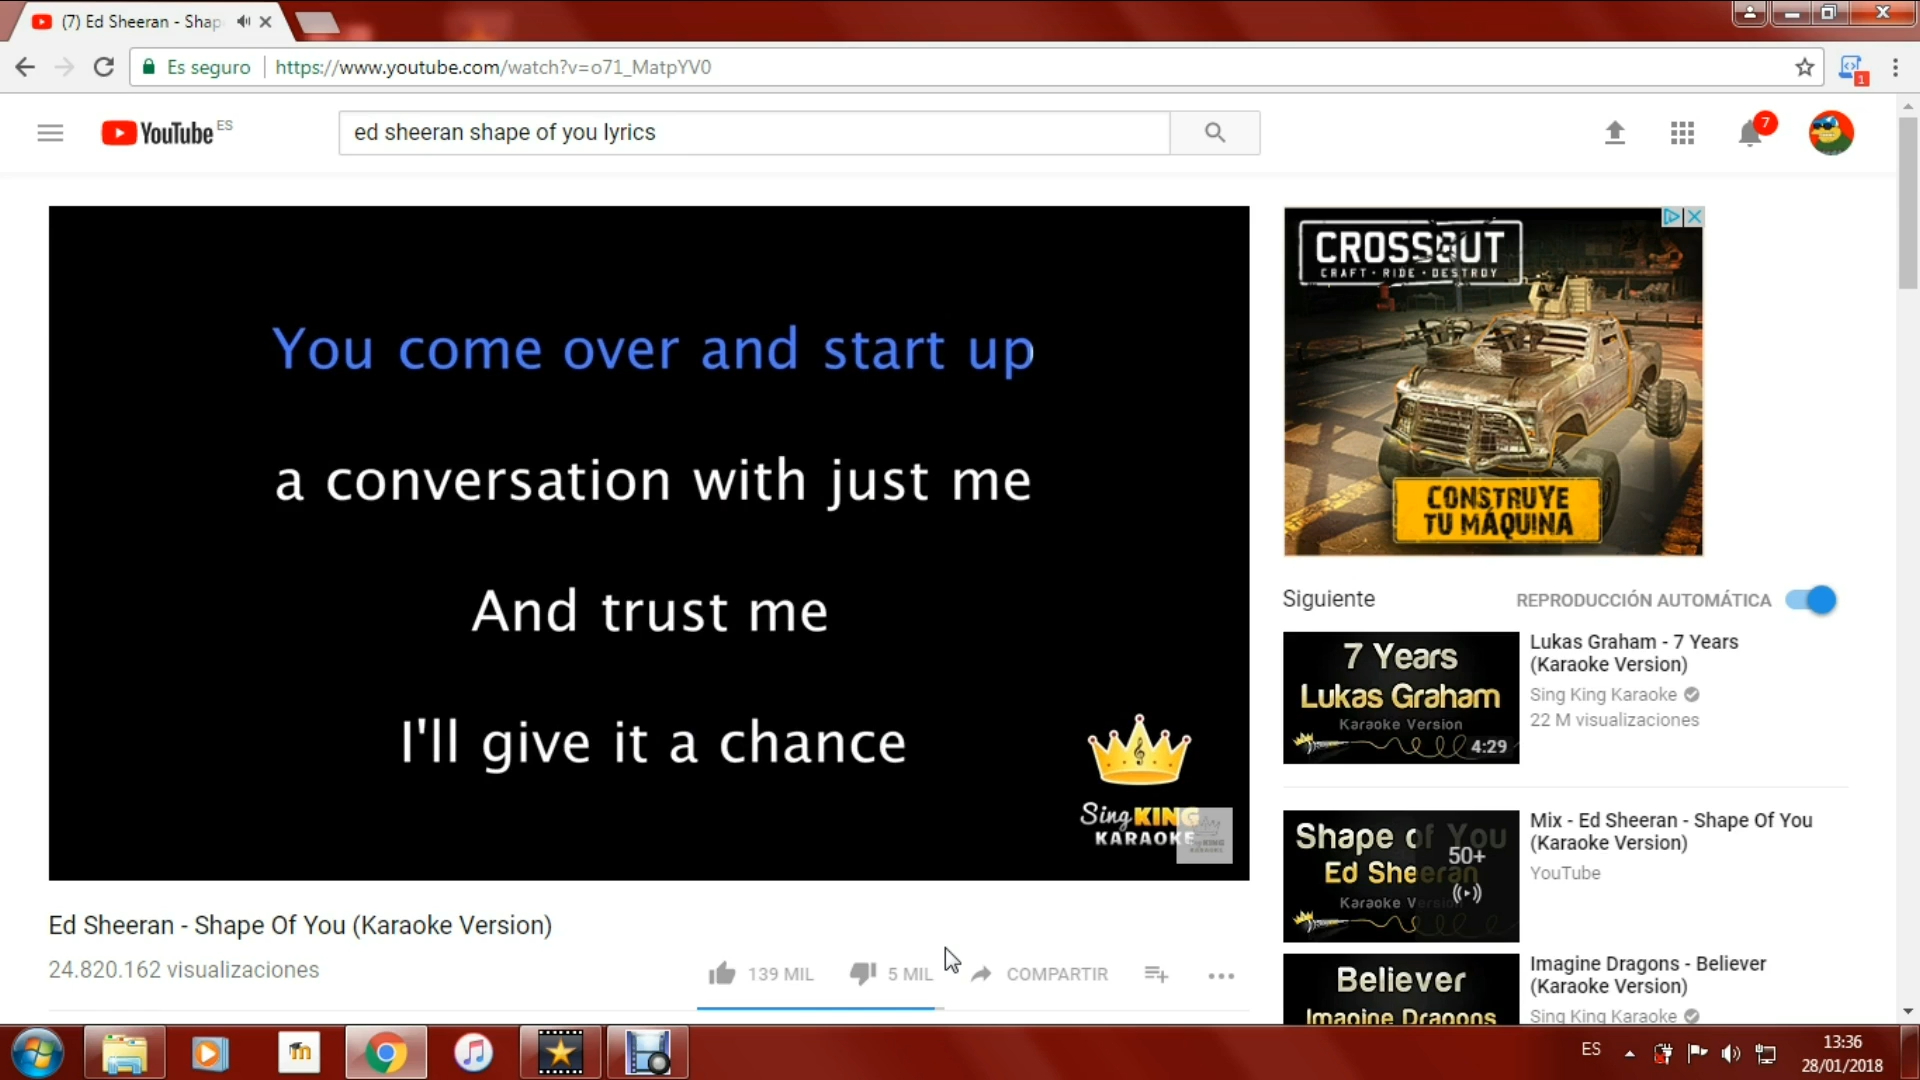 (7) Ed Sheeran - Shap
Es seguro
https://www.youtube.com/watch?v=o71_MatpYV0
1
YouTube ES
ed sheeran shape of you lyrics
7
You come over and start up
a conversation with just me
And trust me
I'll give it a chance
Sing KING
KARAOKE
CROSSOUT
CRAFT • RIDE • DESTROY
CONSTRUYE
TU MÁQUINA
Siguiente
REPRODUCCIÓN AUTOMÁTICA
7 Years
Lukas Graham
Karaoke Version
4:29
Lukas Graham - 7 Years
(Karaoke Version)
Sing King Karaoke
22 M visualizaciones
Shape of You
Ed Sheeran
Karaoke Version
50+
Mix - Ed Sheeran - Shape Of You
(Karaoke Version)
YouTube
Believer
Imagine Dragons
Imagine Dragons - Believer
(Karaoke Version)
Sing King Karaoke
Ed Sheeran - Shape Of You (Karaoke Version)
24.820.162 visualizaciones
139 MIL
5 MIL
COMPARTIR
m
ES
13:36
28/01/2018